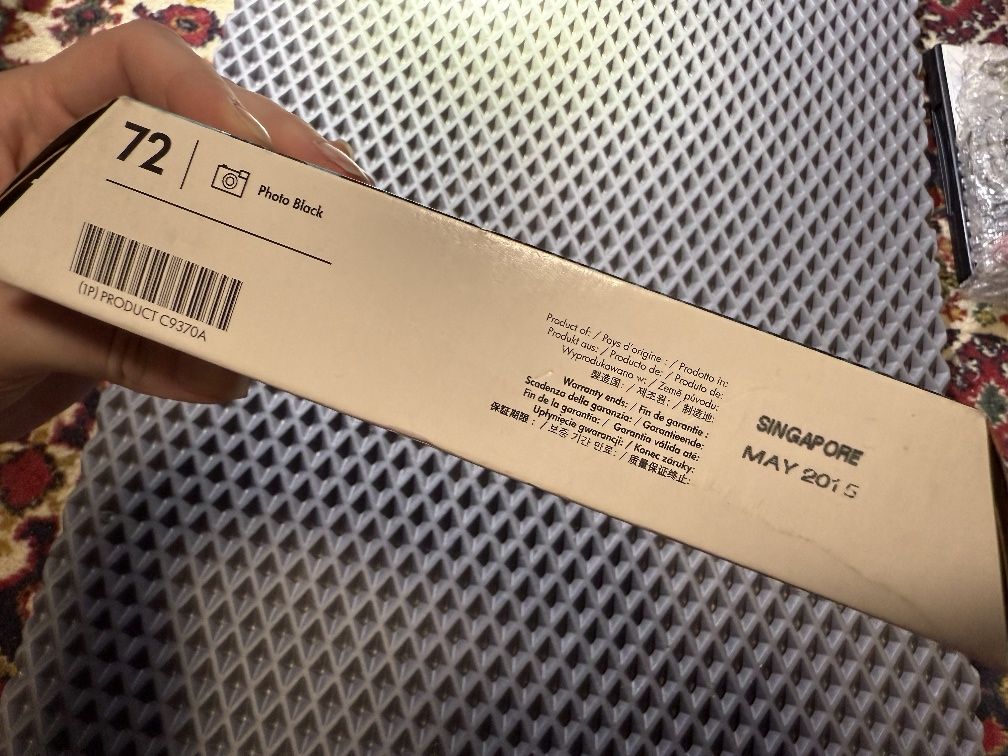 72
Photo Black
(1P) PRODUCT C9370A
Product of: / Pays d'origine : / Prodotto in:
Produkt aus: / Producto de: / Produto de:
Wyprodukowano w: / Země původu:
製造国: / 제조원: / 制造地:
Warranty ends: / Fin de garantie :
Scadenza della garanzia: / Garantieende:
Fin de la garantía: / Garantia válida até:
Upłynięcie gwarancji: / Konec záruky:
保証期限: / 보증 기간 만료: / 质量保证终止:
SINGAPORE
MAY 2015